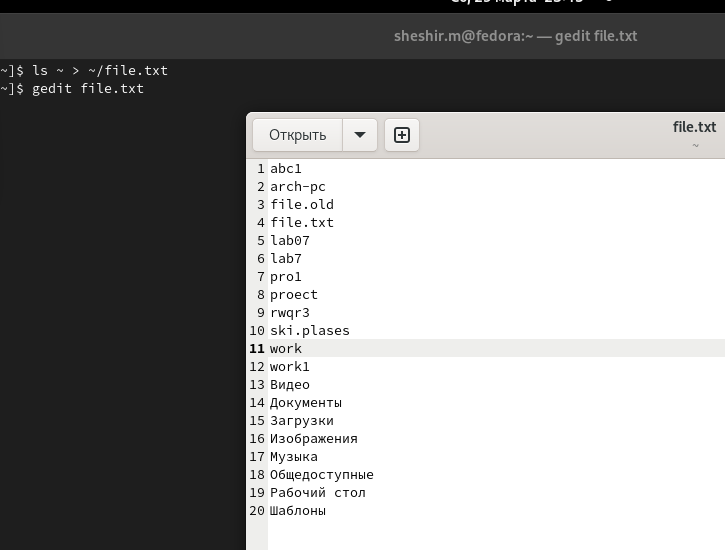 sheshir.m@fedora:~ — gedit file.txt
~]$ ls ~ > ~/file.txt
~]$ gedit file.txt
Открыть
file.txt
~
1 abc1
2 arch-pc
3 file.old
4 file.txt
5 lab07
6 lab7
7 pro1
8 proect
9 rwqr3
10 ski.plases
11 work
12 work1
13 Видео
14 Документы
15 Загрузки
16 Изображения
17 Музыка
18 Общедоступные
19 Рабочий стол
20 Шаблоны